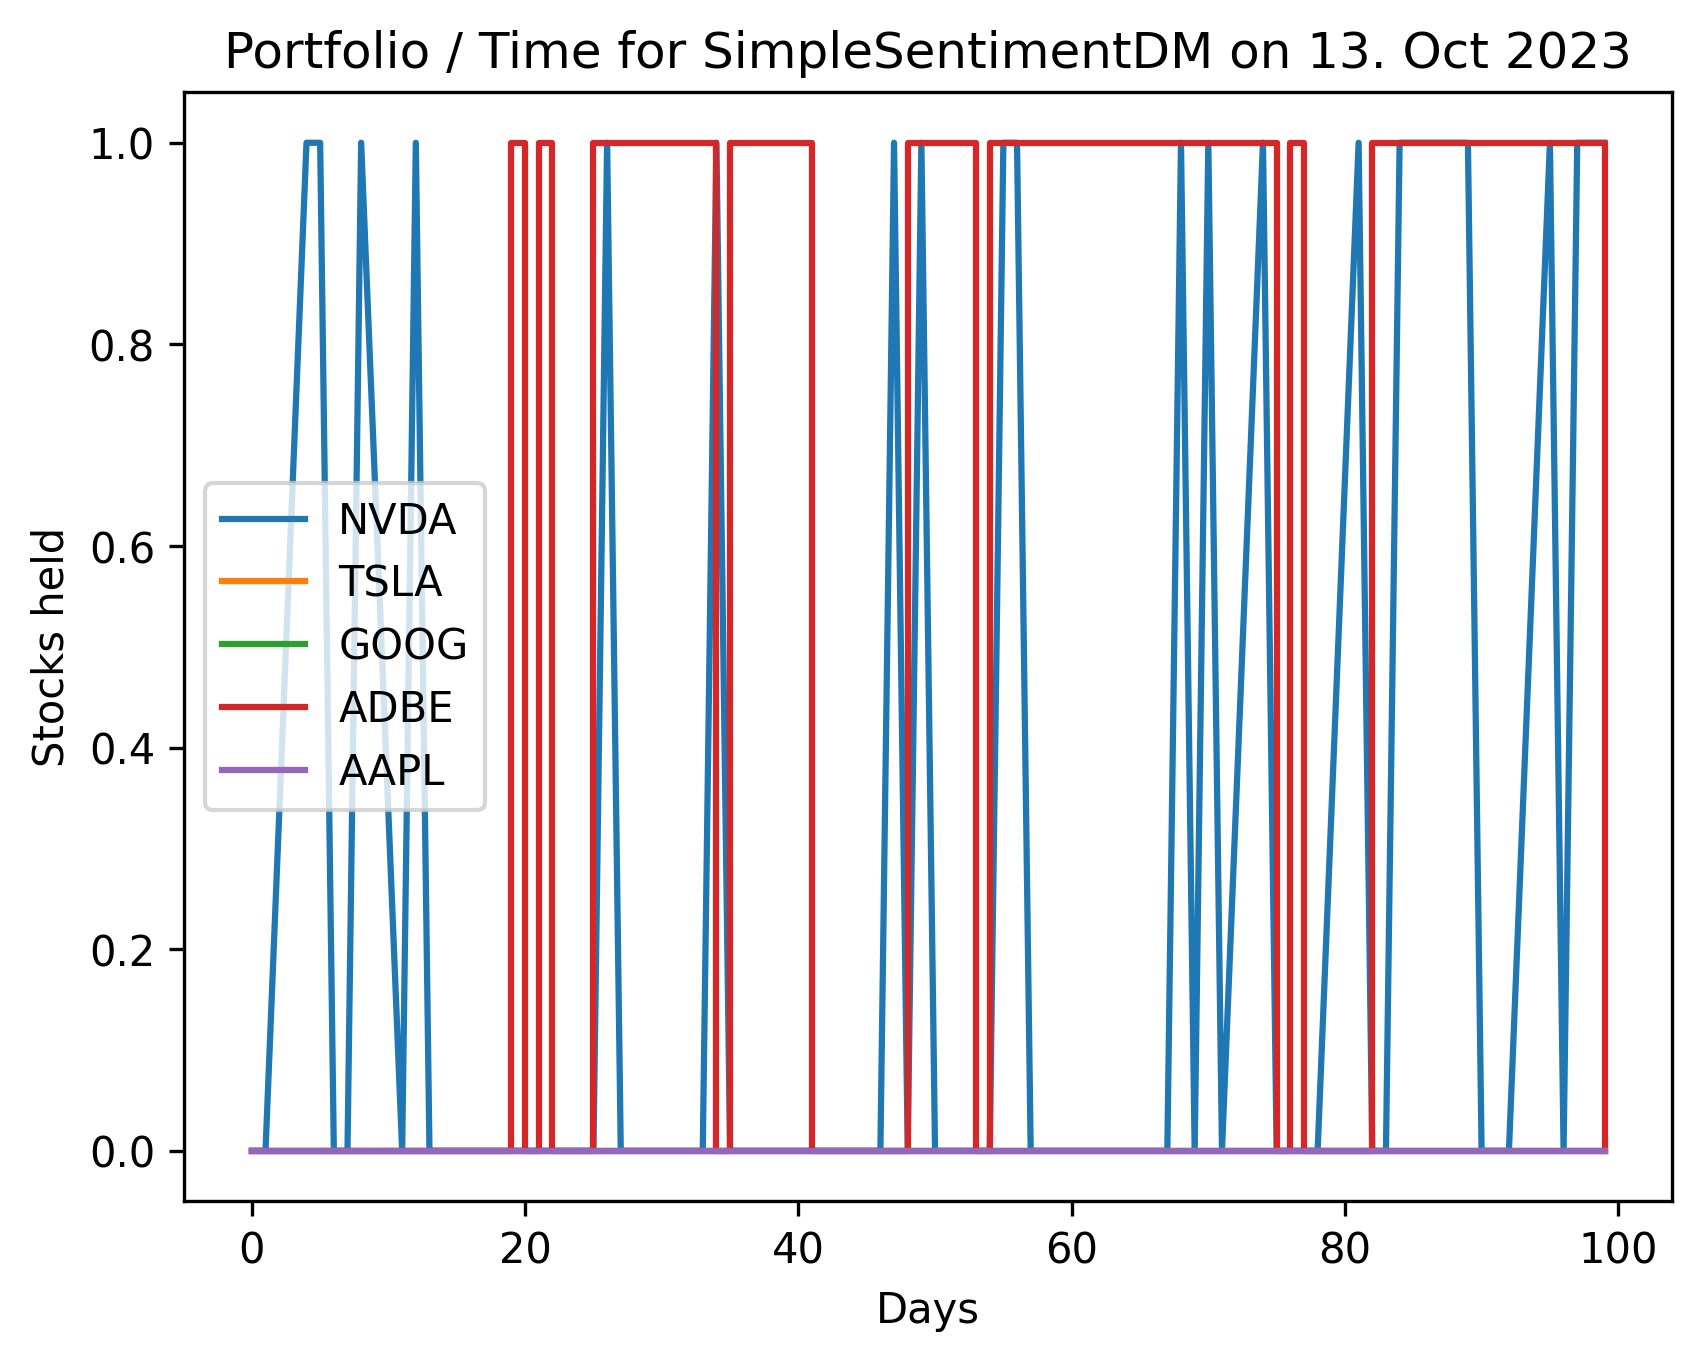 Portfolio / Time for SimpleSentimentDM on 13. Oct 2023
1.0
0.8
0.6
0.4
0.2
0.0
Stocks held
NVDA
TSLA
GOOG
ADBE
AAPL
0 20 40 60 80 100
Days